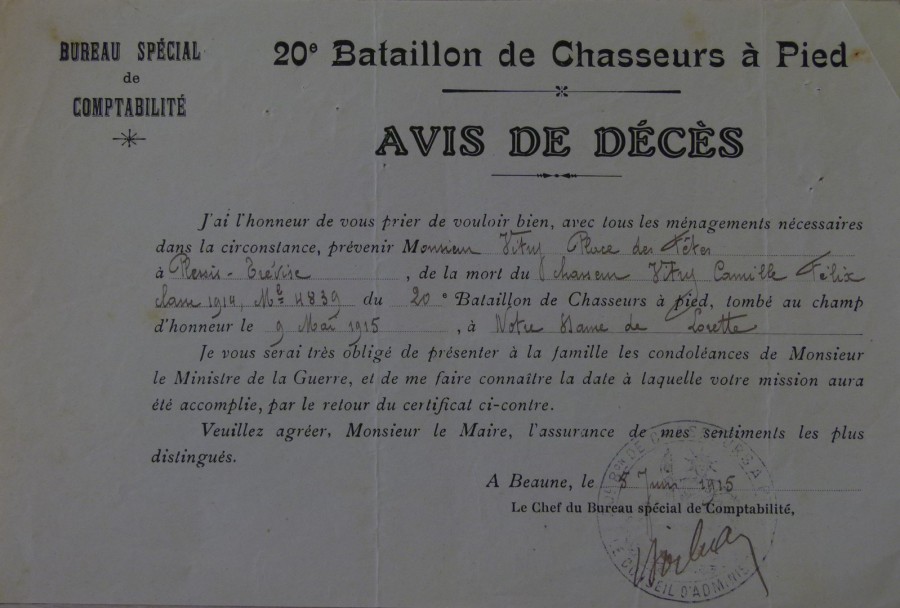 BUREAU SPÉCIAL
de
COMPTABILITÉ
20e Bataillon de Chasseurs à Pied
AVIS DE DÉCÈS
J'ai l'honneur de vous prier de vouloir bien, avec tous les ménagements nécessaires
dans la circonstance, prévenir Monsieur Vitry Place des Fêtes
à Plessis-Trévise, de la mort du chasseur Vitry Camille Félix
classe 1914, Mle 4839 du 20e Bataillon de Chasseurs à pied, tombé au champ
d'honneur le 9 Mai 1915, à Notre Dame de Lorette
Je vous serai très obligé de présenter à la famille les condoléances de Monsieur
le Ministre de la Guerre, et de me faire connaître la date à laquelle votre mission aura
été accomplie, par le retour du certificat ci-contre.
Veuillez agréer, Monsieur le Maire, l'assurance de mes sentiments les plus
distingués.
A Beaune, le 5 Juin 1915
Le Chef du Bureau spécial de Comptabilité,